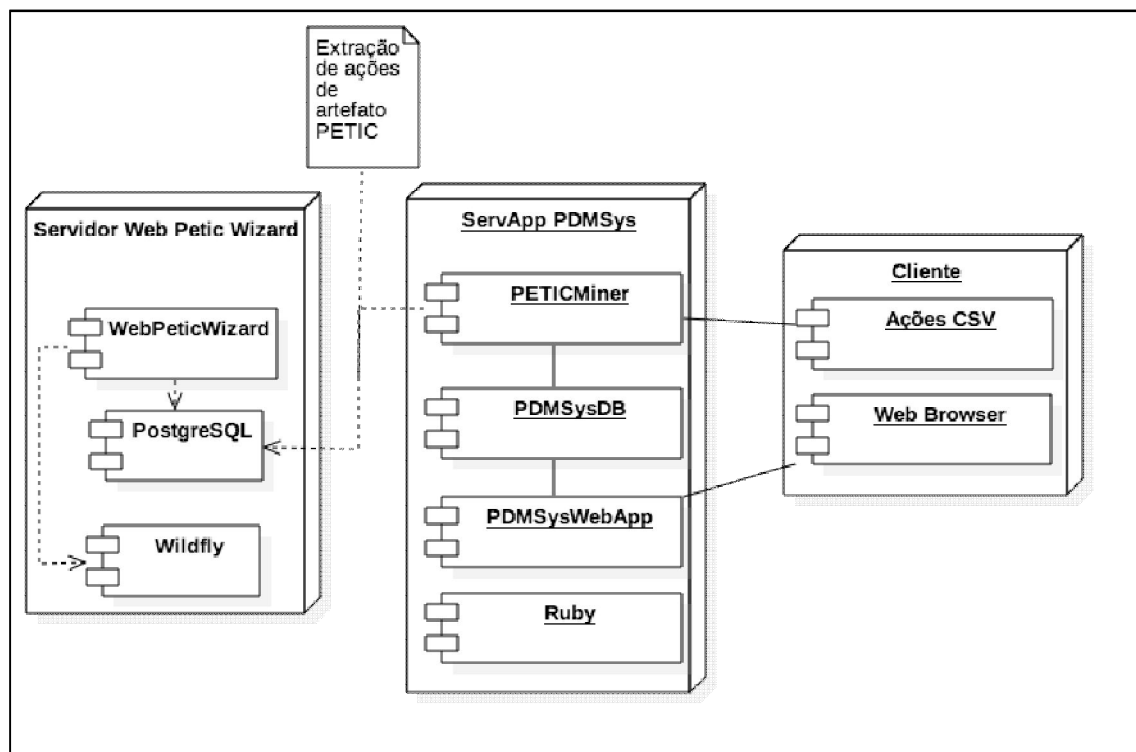 Extração
de ações
de
artefato
PETIC
Servidor Web Petic Wizard
WebPeticWizard
PostgreSQL
Wildfly
ServApp PDMSys
PETICMiner
PDMSysDB
PDMSysWebApp
Ruby
Cliente
Ações CSV
Web Browser